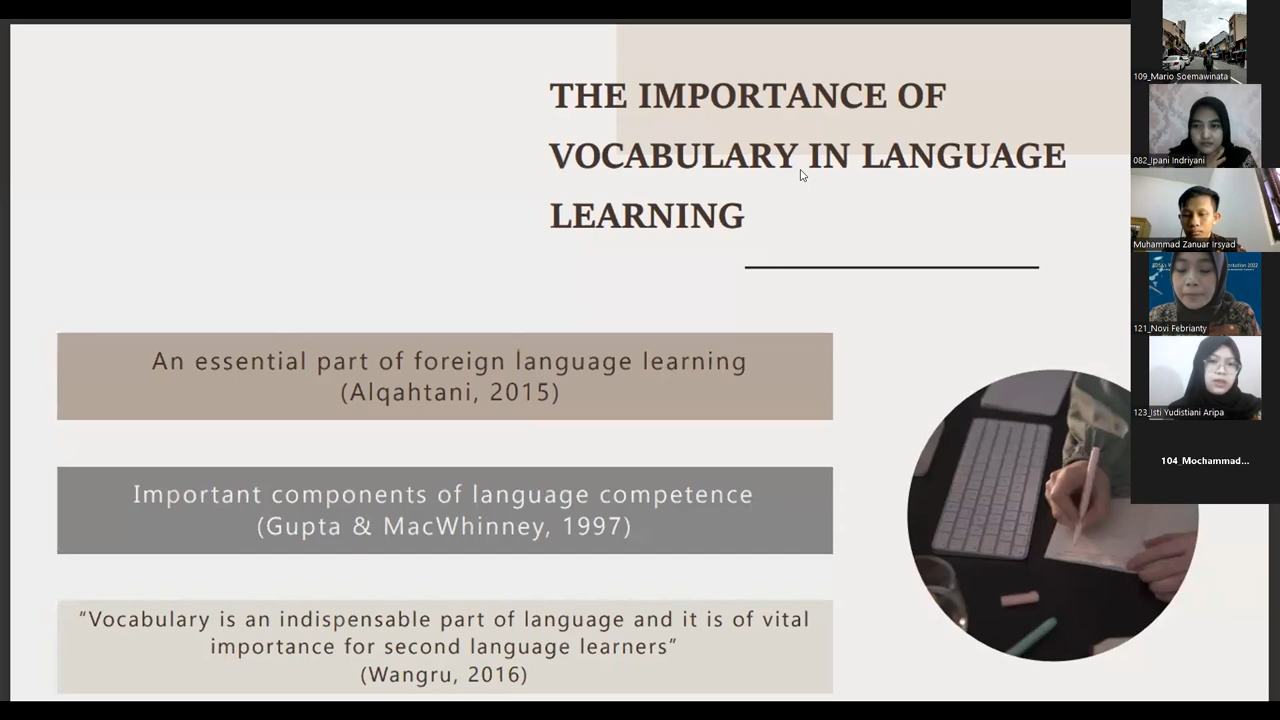 THE IMPORTANCE OF
VOCABULARY IN LANGUAGE
LEARNING
An essential part of foreign language learning
(Alqahtani, 2015)
Important components of language competence
(Gupta & MacWhinney, 1997)
“Vocabulary is an indispensable part of language and it is of vital
importance for second language learners”
(Wangru, 2016)
109_Mario Soemawinata
082_Ipani Indriyani
Muhammad Zanuar Irsyad
2022
121_Novi Febrianty
123_Isti Yudistiani Aripa
104_Mochammad...